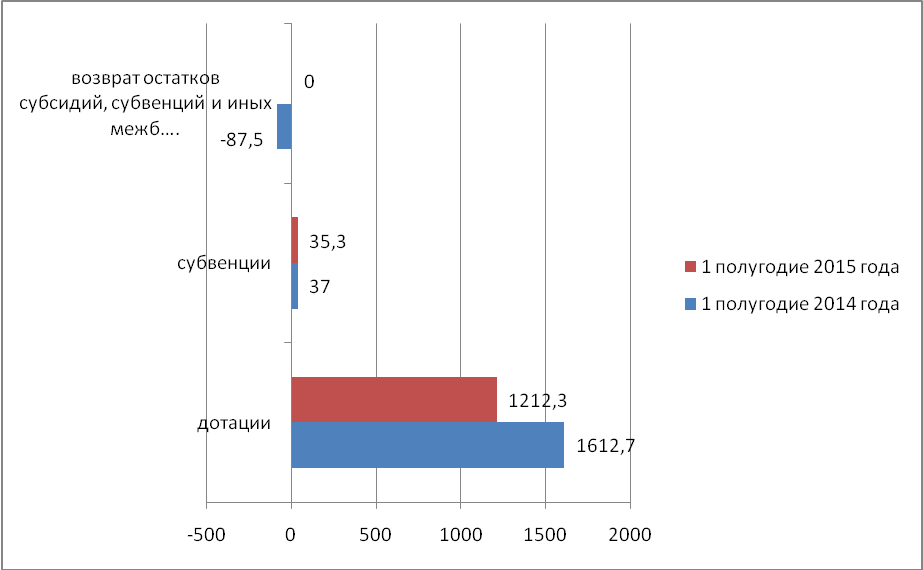 возврат остатков
субсидий, субвенций и иных
межб....
0
-87,5
субвенции
35,3
37
дотации
1212,3
1612,7
1 полугодие 2015 года
1 полугодие 2014 года
-500 0 500 1000 1500 2000